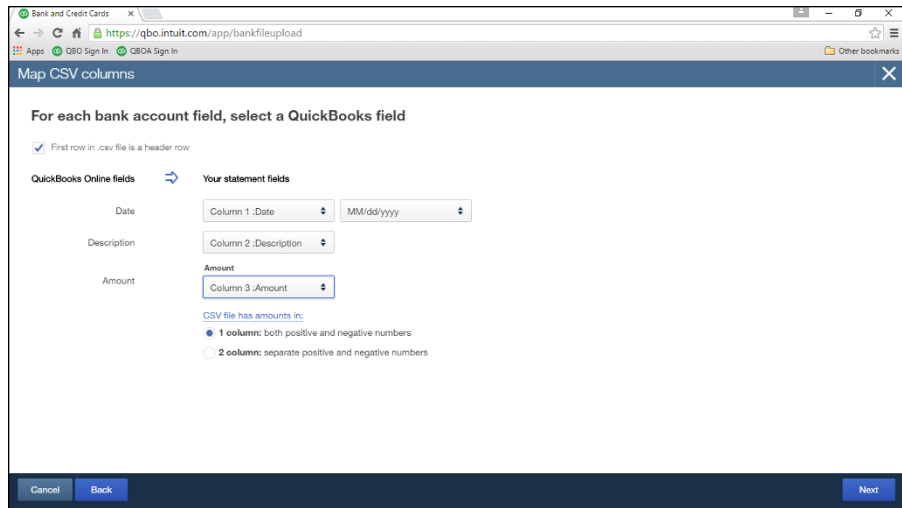 Bank and Credit Cards
https://qbo.intuit.com/app/bankfileupload
Apps QBO Sign In QBOA Sign In Other bookmarks
Map CSV columns
For each bank account field, select a QuickBooks field
First row in .csv file is a header row
QuickBooks Online fields Your statement fields
Date Column 1 :Date MM/dd/yyyy
Description Column 2 :Description
Amount
Amount Column 3 :Amount
CSV file has amounts in:
1 column: both positive and negative numbers
2 column: separate positive and negative numbers
Cancel Back Next